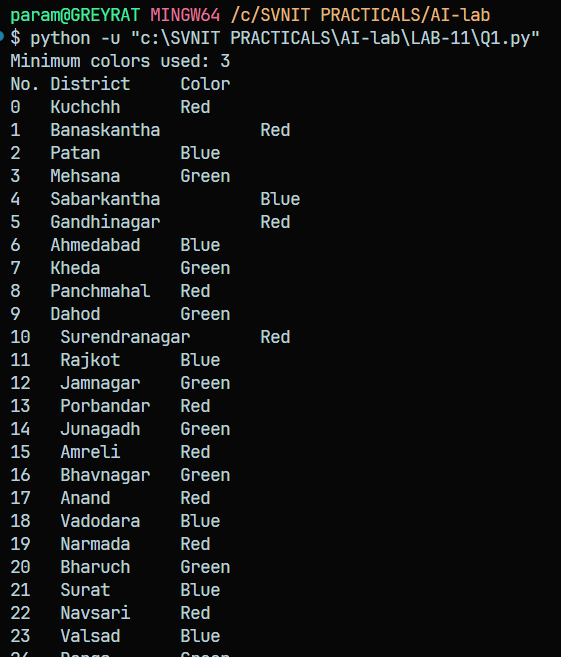 param@GREYRAT MINGW64 /c/SVNIT PRACTICALS/AI-lab
$ python -u "c:\SVNIT PRACTICALS\AI-lab\LAB-11\Q1.py"
Minimum colors used: 3
No. District Color
0 Kuchchh Red
1 Banaskantha Red
2 Patan Blue
3 Mehsana Green
4 Sabarkantha Blue
5 Gandhinagar Red
6 Ahmedabad Blue
7 Kheda Green
8 Panchmahal Red
9 Dahod Green
10 Surendranagar Red
11 Rajkot Blue
12 Jamnagar Green
13 Porbandar Red
14 Junagadh Green
15 Amreli Red
16 Bhavnagar Green
17 Anand Red
18 Vadodara Blue
19 Narmada Red
20 Bharuch Green
21 Surat Blue
22 Navsari Red
23 Valsad Blue